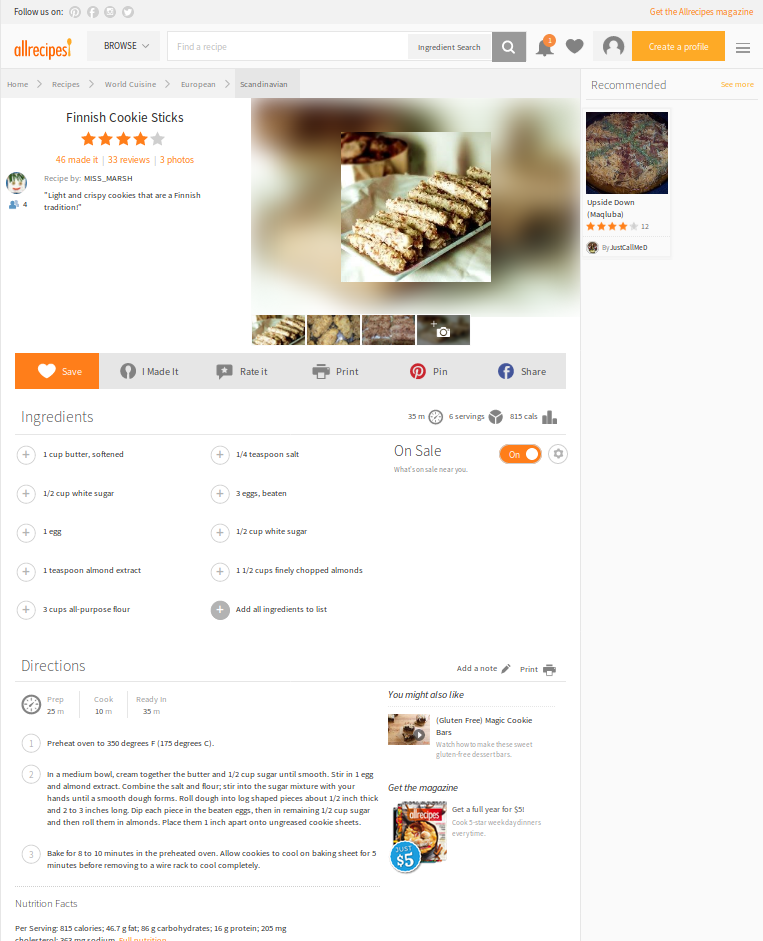 Follow us on:
Get the Allrecipes magazine
allrecipes
BROWSE
Find a recipe
Ingredient Search
1
Create a profile
Home
Recipes
World Cuisine
European
Scandinavian
Recommended
See more
Finnish Cookie Sticks
46 made it | 33 reviews | 3 photos
Recipe by: MISS_MARSH
4
"Light and crispy cookies that are a Finnish
tradition!"
Upside Down
(Maqluba)
12
By JustCallMeD
Save
I Made It
Rate it
Print
Pin
Share
Ingredients
35 m
6 servings
815 cals
1 cup butter, softened
1/2 cup white sugar
1 egg
1 teaspoon almond extract
3 cups all-purpose flour
1/4 teaspoon salt
3 eggs, beaten
1/2 cup white sugar
1 1/2 cups finely chopped almonds
Add all ingredients to list
On Sale
On
What's on sale near you.
Directions
Add a note
Print
Prep
25 m
Cook
10 m
Ready In
35 m
1 Preheat oven to 350 degrees F (175 degrees C).
2 In a medium bowl, cream together the butter and 1/2 cup sugar until smooth. Stir in 1 egg
and almond extract. Combine the salt and flour; stir into the sugar mixture with your
hands until a smooth dough forms. Roll dough into log shaped pieces about 1/2 inch thick
and 2 to 3 inches long. Dip each piece in the beaten eggs, then in remaining 1/2 cup sugar
and then roll them in almonds. Place them 1 inch apart onto ungreased cookie sheets.
3 Bake for 8 to 10 minutes in the preheated oven. Allow cookies to cool on baking sheet for 5
minutes before removing to a wire rack to cool completely.
You might also like
(Gluten Free) Magic Cookie
Bars
Watch how to make these sweet
gluten-free dessert bars.
Get the magazine
allrecipes
JUST
$5
Get a full year for $5!
Cook 5-star weekday dinners
every time.
Nutrition Facts
Per Serving: 815 calories; 46.7 g fat; 86 g carbohydrates; 16 g protein; 205 mg
cholesterol; 263 mg sodium. Full nutrition